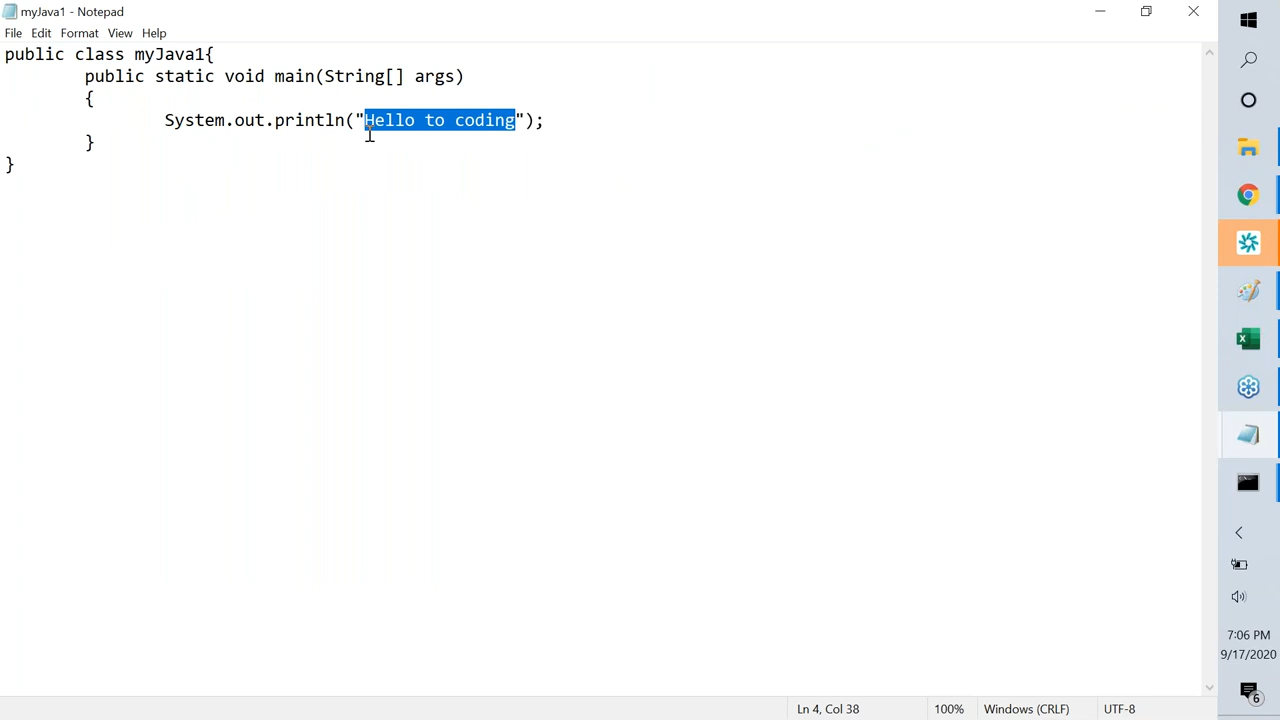 myJava1 - Notepad
File Edit Format View Help
public class myJava1{
        public static void main(String[] args)
        {
                System.out.println("Hello to coding");
        }
}
Ln 4, Col 38 100% Windows (CRLF) UTF-8
7:06 PM
9/17/2020
6